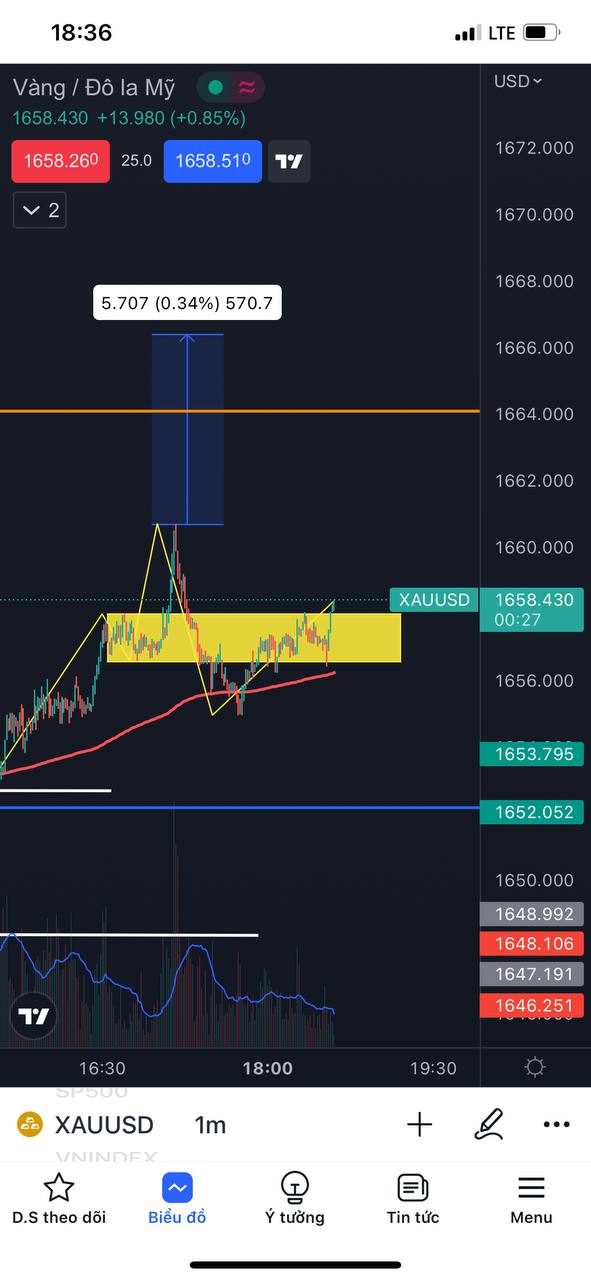 18:36
LTE
Vàng / Đô la Mỹ
USD
1658.430 +13.980 (+0.85%)
1658.260
25.0
1658.510
2
5.707 (0.34%) 570.7
1672.000
1670.000
1668.000
1666.000
1664.000
1662.000
1660.000
XAUUSD
1658.430
00:27
1656.000
1653.795
1652.052
1650.000
1648.992
1648.106
1647.191
1646.251
16:30
18:00
19:30
SP500
XAUUSD
1m
VNINDEX
D.S theo dõi
Biểu đồ
Ý tưởng
Tin tức
Menu